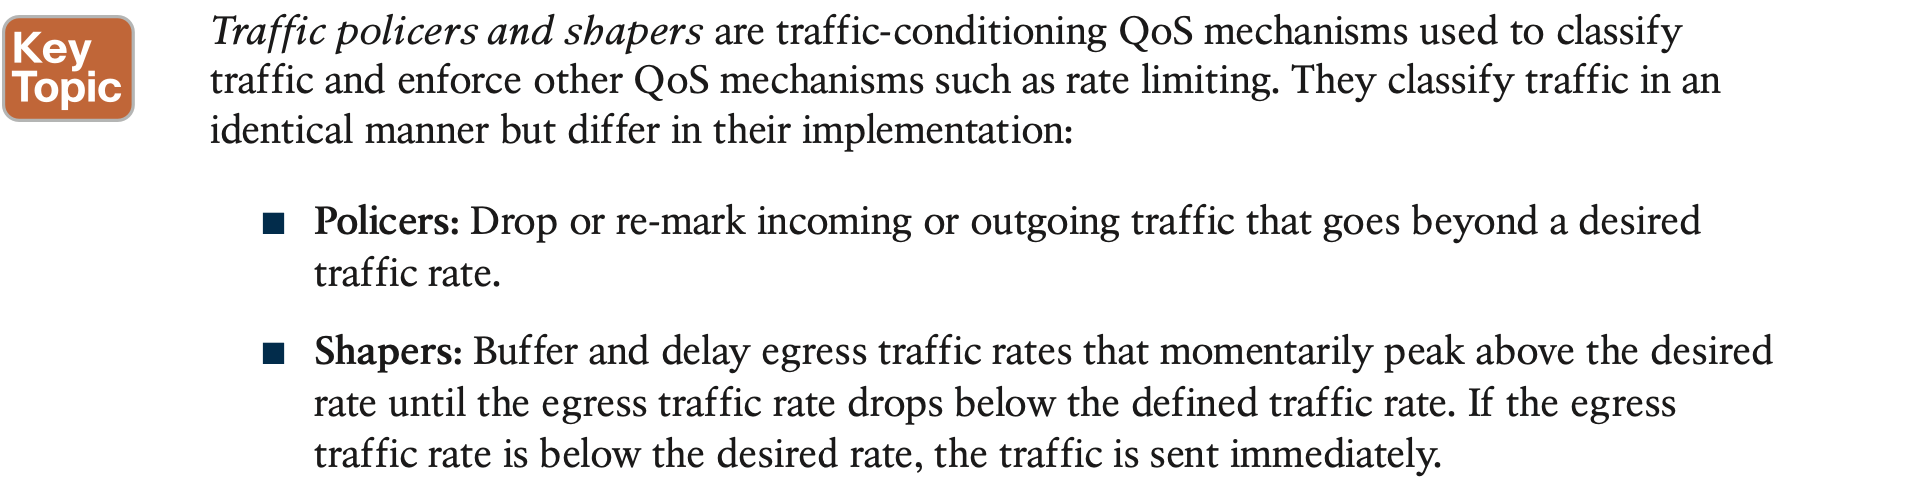 Key
Topic
Traffic policers and shapers are traffic-conditioning QoS mechanisms used to classify
traffic and enforce other QoS mechanisms such as rate limiting. They classify traffic in an
identical manner but differ in their implementation:
■ Policers: Drop or re-mark incoming or outgoing traffic that goes beyond a desired
traffic rate.
■ Shapers: Buffer and delay egress traffic rates that momentarily peak above the desired
rate until the egress traffic rate drops below the defined traffic rate. If the egress
traffic rate is below the desired rate, the traffic is sent immediately.